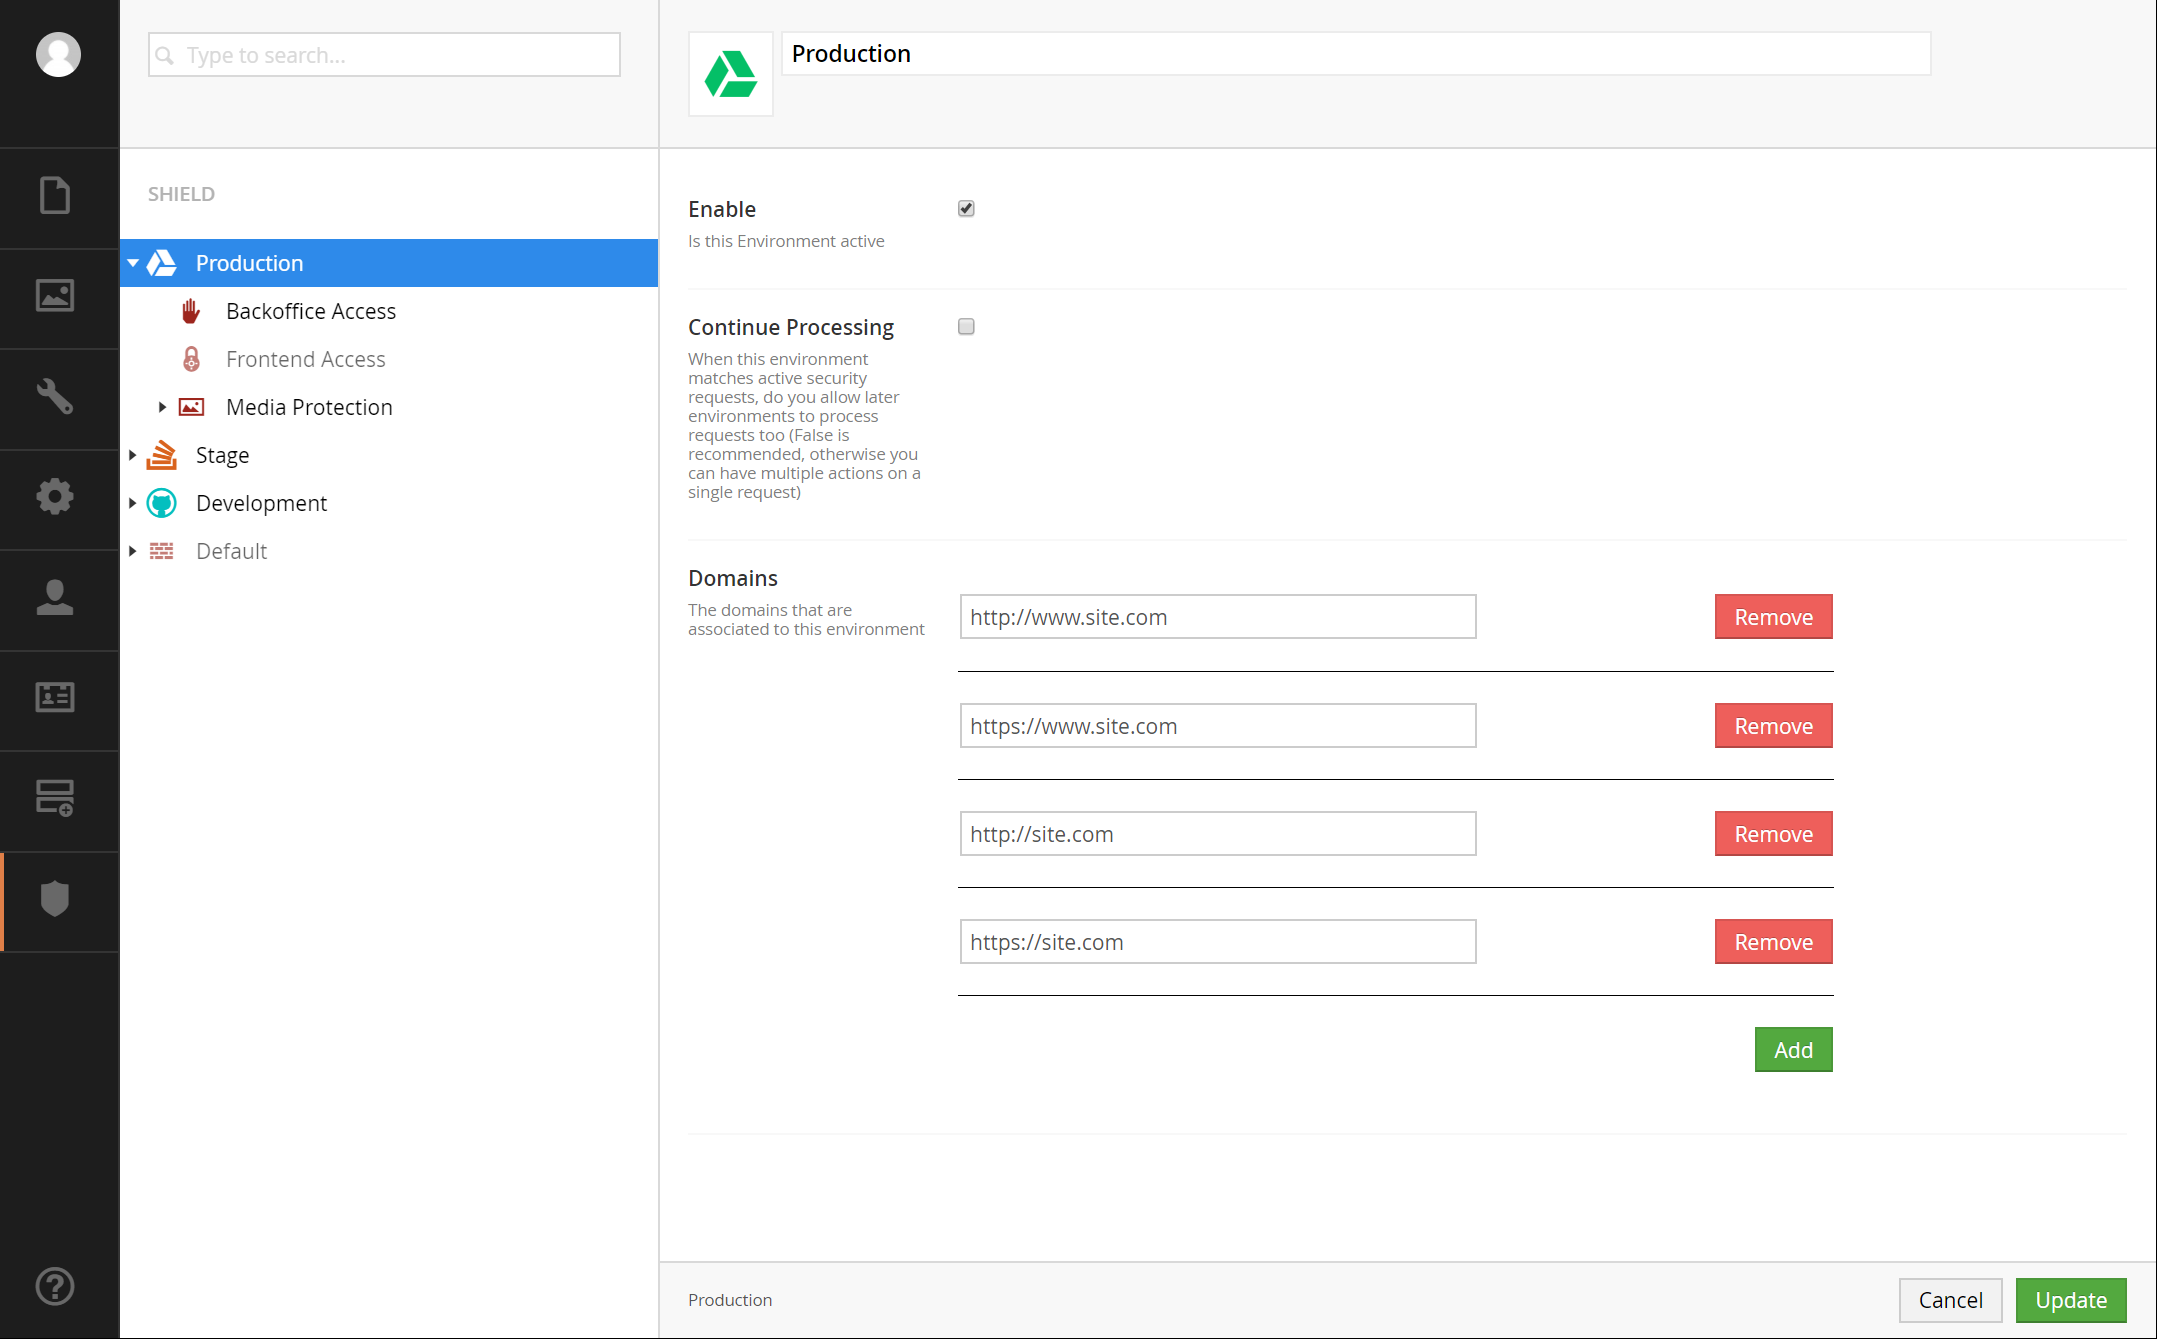 Type to search...
Production
SHIELD
Production
Backoffice Access
Frontend Access
Media Protection
Stage
Development
Default
Enable
Is this Environment active
Continue Processing
When this environment
matches active security
requests, do you allow later
environments to process
requests too (False is
recommended, otherwise you
can have multiple actions on a
single request)
Domains
The domains that are
associated to this environment
http://www.site.com
Remove
https://www.site.com
Remove
http://site.com
Remove
https://site.com
Remove
Add
Production
Cancel
Update